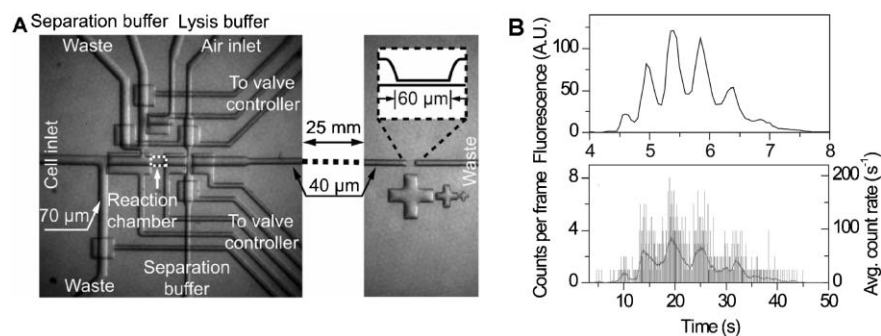 A
Separation buffer
Lysis buffer
Waste
Air inlet
To valve
controller
Cell inlet
Reaction
chamber
70 µm
To valve
controller
Waste
Separation
buffer
25 mm
40 µm
60 µm
Waste
B
Fluorescence (A.U.)
100
50
0
4 5 6 7 8
Counts per frame
8
6
4
2
0
200
100
0
Avg. count rate (s⁻¹)
10 20 30 40 50
Time (s)